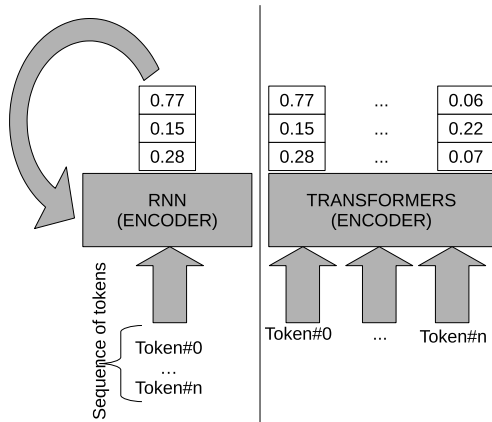 0.77
0.15
0.28
RNN
(ENCODER)
Sequence of tokens
Token#0
...
Token#n
0.77 ... 0.06
0.15 ... 0.22
0.28 ... 0.07
TRANSFORMERS
(ENCODER)
Token#0 ... Token#n